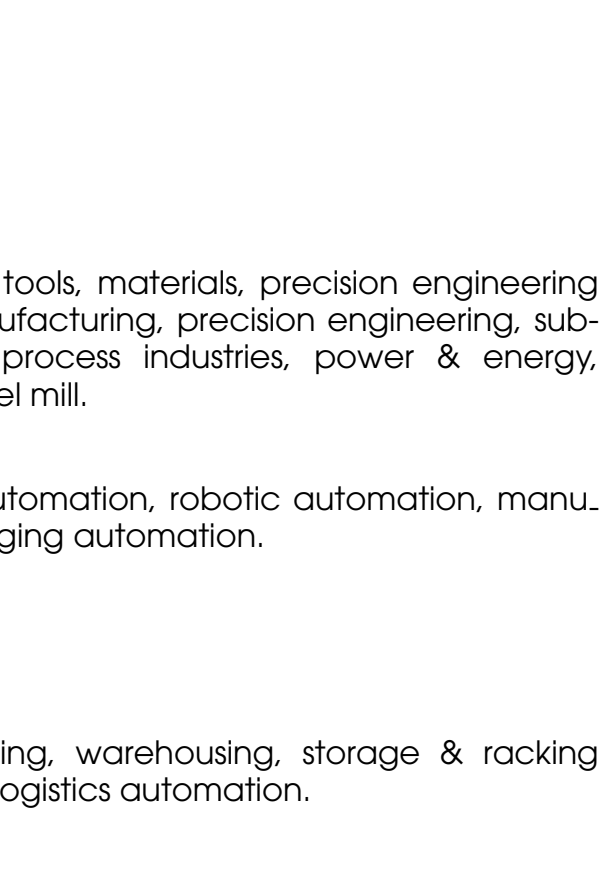 tools, materials, precision engineering
ufacturing, precision engineering, sub-
process industries, power & energy,
el mill.
utomation, robotic automation, manu-
ging automation.
ing, warehousing, storage & racking
ogistics automation.